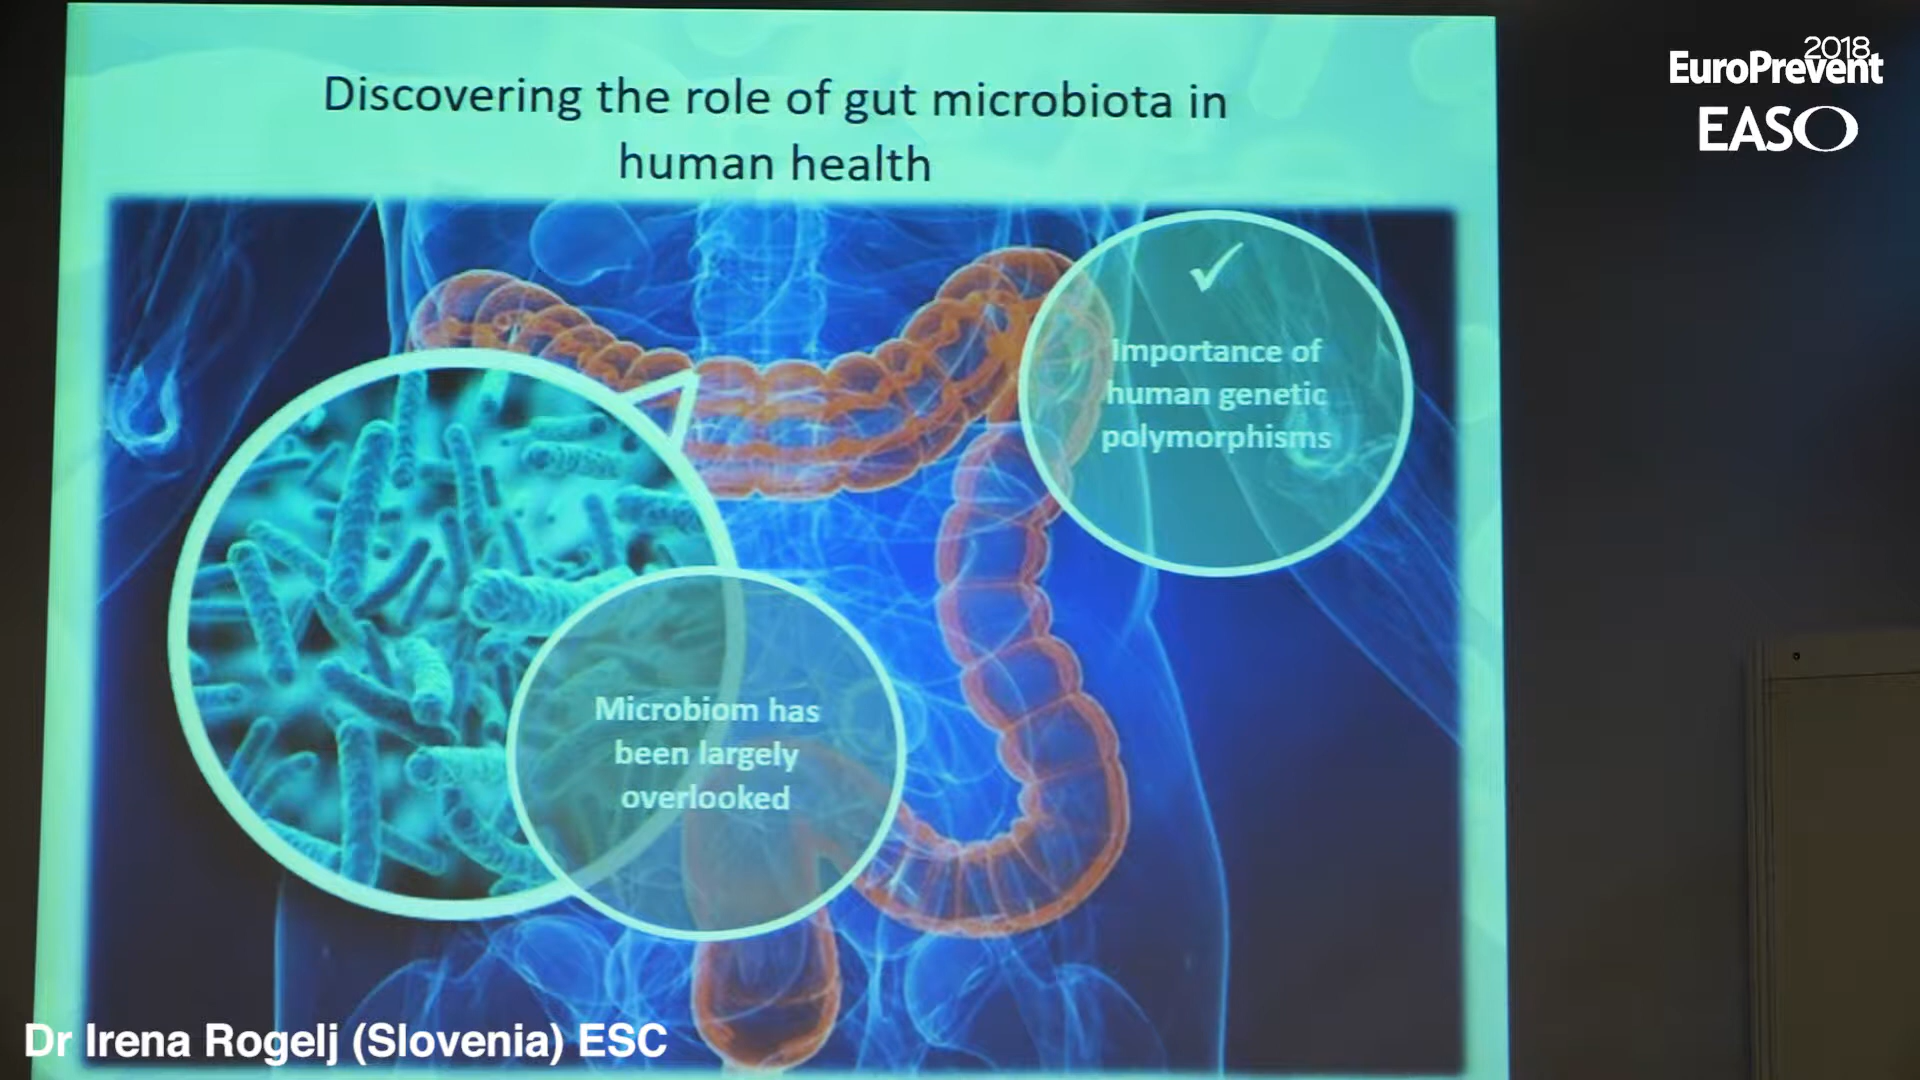 Discovering the role of gut microbiota in
human health
2018
EuroPrevent
EASO
✓
Importance of
human genetic
polymorphisms
Microbiom has
been largely
overlooked
Dr Irena Rogelj (Slovenia) ESC